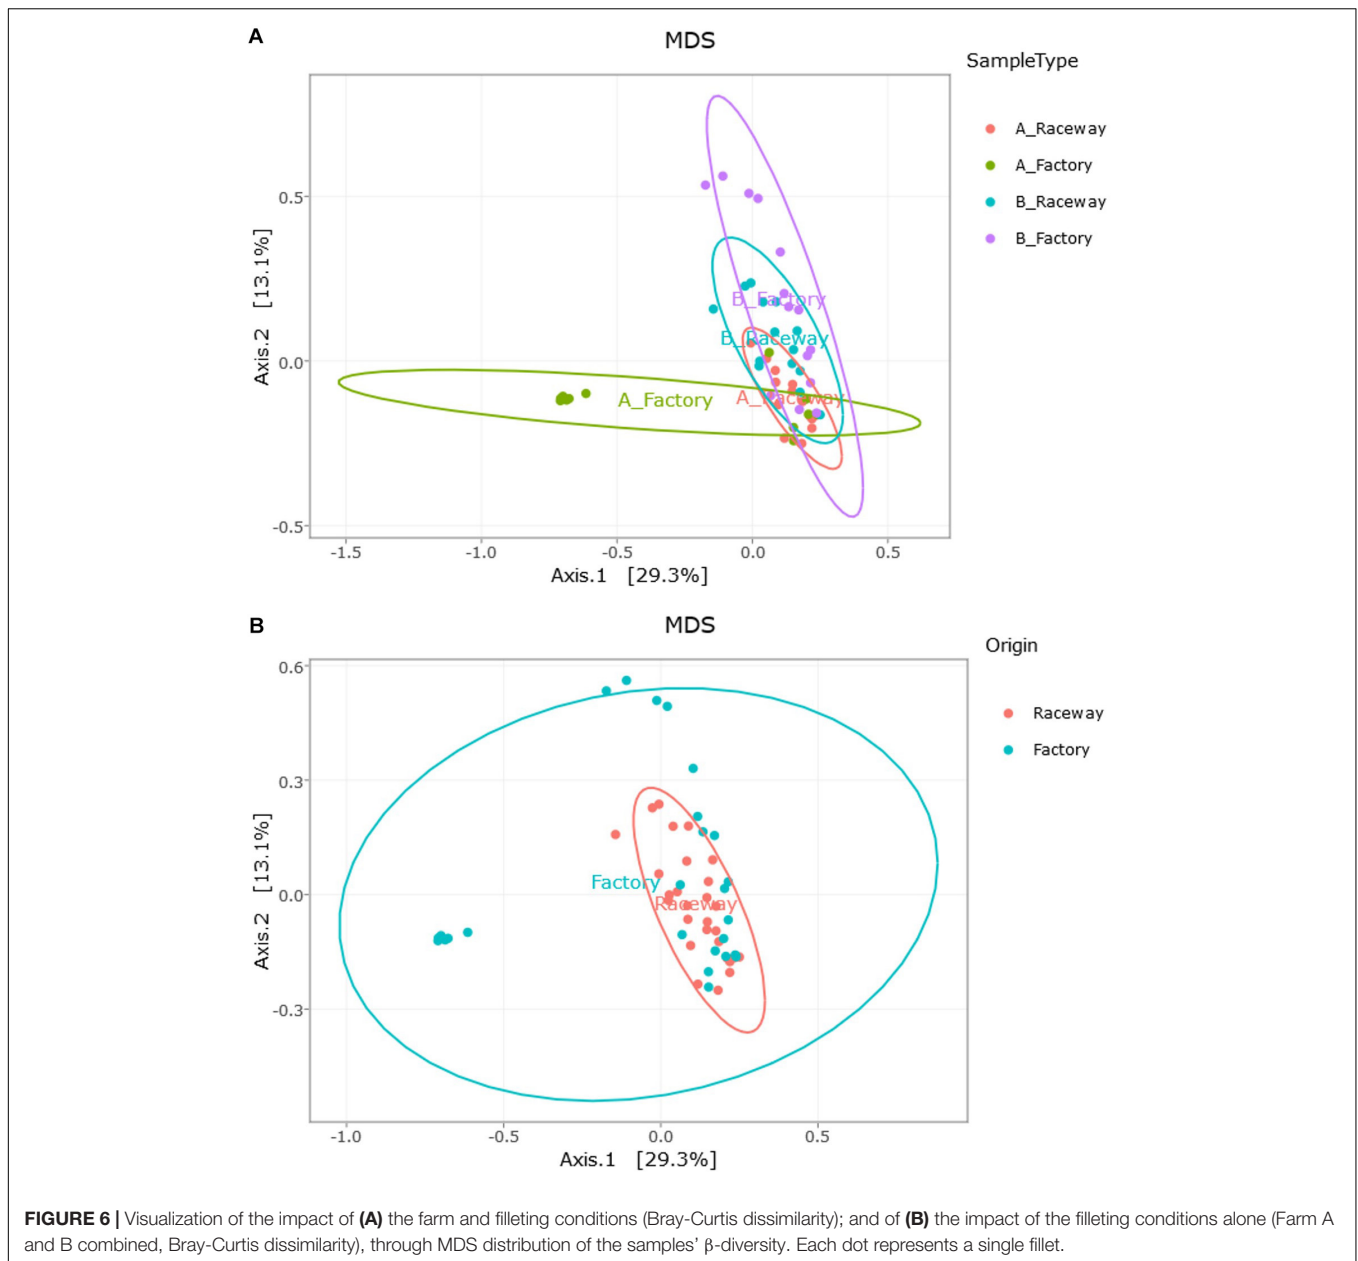 A
MDS
SampleType
A_Raceway
A_Factory
B_Raceway
B_Factory
Axis.2 [13.1%]
0.5
0.0
-0.5
B_Factory
B_Raceway
A_Raceway
A_Factory
-1.5 -1.0 -0.5 0.0 0.5
Axis.1 [29.3%]
B
MDS
Origin
Raceway
Factory
Axis.2 [13.1%]
0.6
0.3
0.0
-0.3
Factory
Raceway
-1.0 -0.5 0.0 0.5
Axis.1 [29.3%]
FIGURE 6 | Visualization of the impact of (A) the farm and filleting conditions (Bray-Curtis dissimilarity); and of (B) the impact of the filleting conditions alone (Farm A
and B combined, Bray-Curtis dissimilarity), through MDS distribution of the samples’ β-diversity. Each dot represents a single fillet.